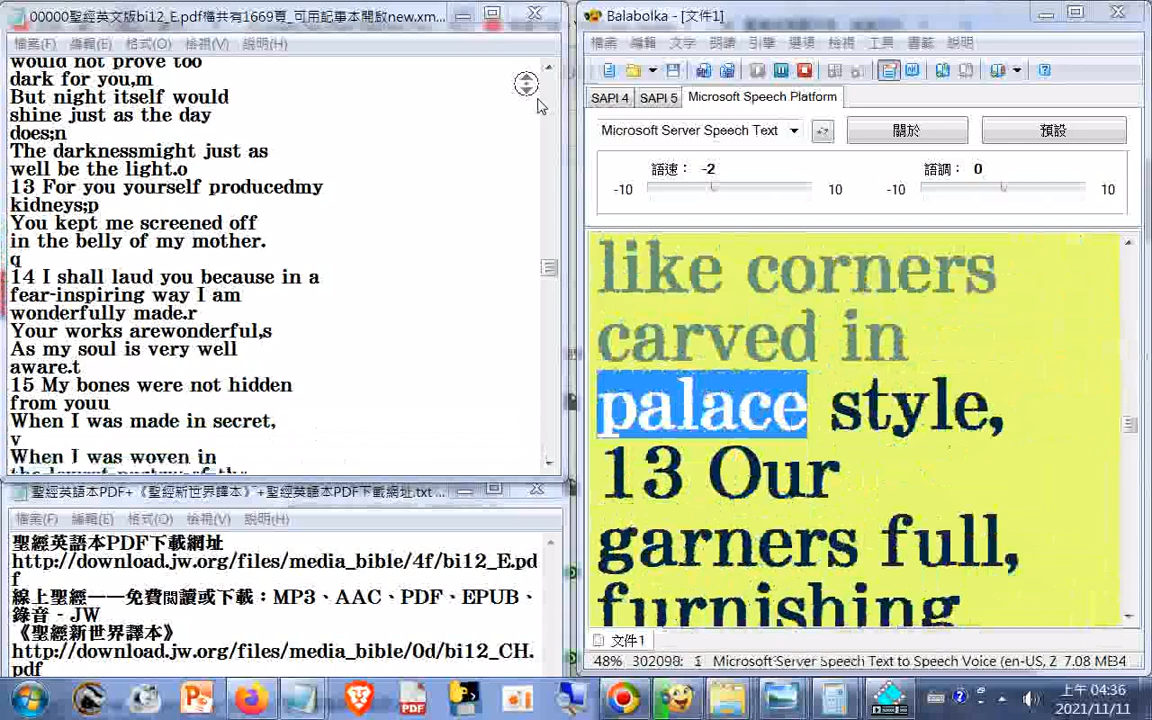 00000聖經英文版bi12_E.pdf檔共有1669頁_可用記事本開啟new.xm...
檔案(F) 編輯(E) 格式(O) 檢視(V) 說明(H)
would not prove too
dark for you,m
But night itself would
shine just as the day
does;n
The darknessmight just as
well be the light.o
13 For you yourself producedmy
kidneys;p
You kept me screened off
in the belly of my mother.
q
14 I shall laud you because in a
fear-inspiring way I am
wonderfully made.r
Your works arewonderful,s
As my soul is very well
aware.t
15 My bones were not hidden
from youu
When I was made in secret,
v
When I was woven in
聖經英語本PDF+《聖經新世界譯本》+聖經英語本PDF下載網址.txt ...
檔案(F) 編輯(E) 格式(O) 檢視(V) 說明(H)
聖經英語本PDF下載網址
http://download.jw.org/files/media_bible/4f/bi12_E.pd
f
線上聖經——免費閱讀或下載：MP3、AAC、PDF、EPUB、
錄音 - JW
《聖經新世界譯本》
http://download.jw.org/files/media_bible/0d/bi12_CH.
pdf
Balabolka - [文件1]
檔案 編輯 文字 朗讀 引擎 選項 檢視 工具 書籤 說明
SAPI 4 SAPI 5 Microsoft Speech Platform
Microsoft Server Speech Text 關於 預設
語速： -2 語調： 0
-10 10 -10 10
like corners
carved in
palace style,
13 Our
garners full,
furnishing
文件1
48% 302098: 1 Microsoft Server Speech Text to Speech Voice (en-US, Z 7.08 MB4
上午 04:36
2021/11/11